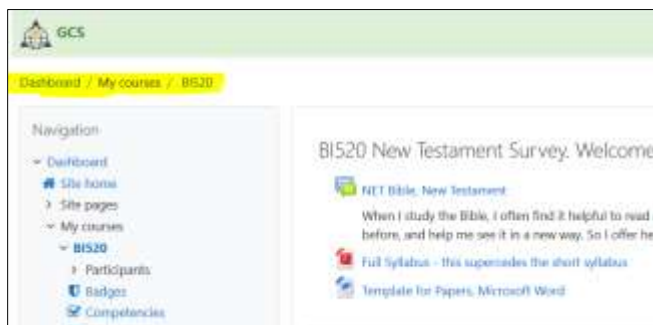 GCS
Dashboard / My courses / BI520
Navigation
Dashboard
Site home
Site pages
My courses
BI520
Participants
Badges
Competencies
BI520 New Testament Survey. Welcome
NET Bible, New Testament
When I study the Bible, I often find it helpful to read
before, and help me see it in a new way. So I offer he
Full Syllabus - this supercedes the short syllabus
Template for Papers, Microsoft Word